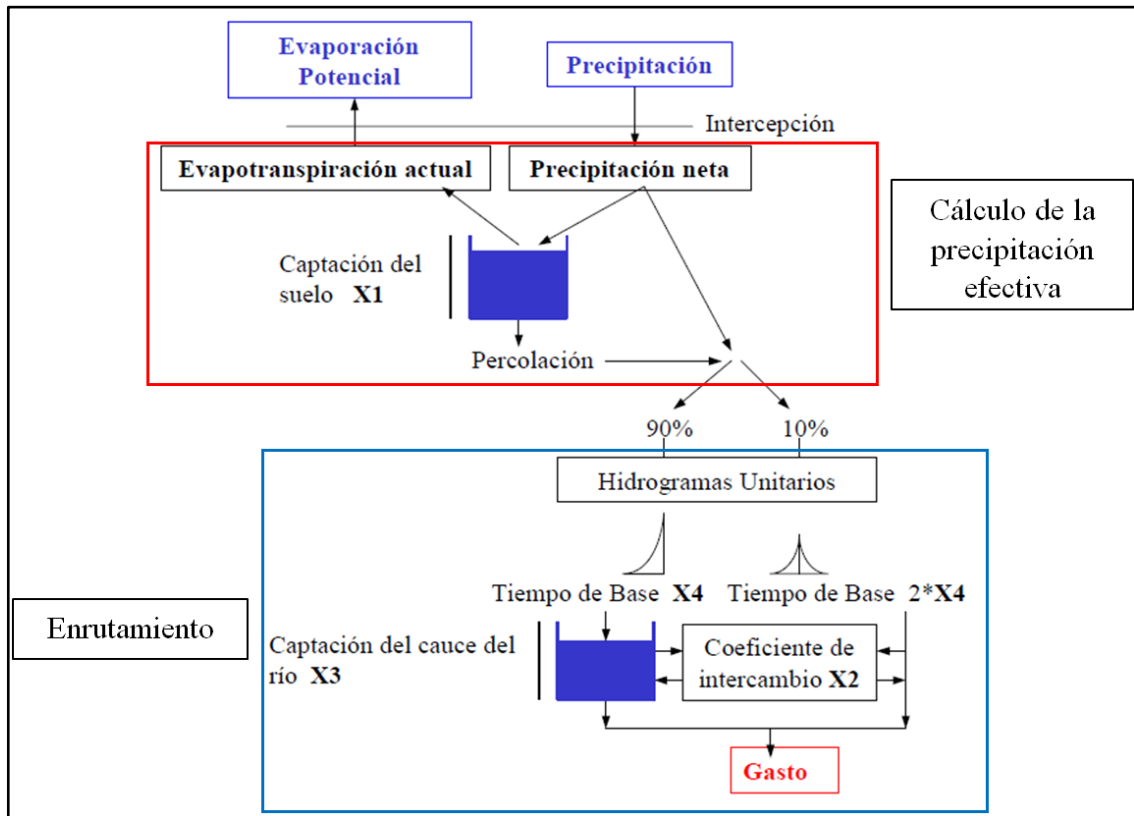 Evaporación
Potencial
Precipitación
Intercepción
Evapotranspiración actual
Precipitación neta
Cálculo de la
precipitación
efectiva
Captación del
suelo X1
Percolación
90%
10%
Hidrogramas Unitarios
Tiempo de Base X4
Tiempo de Base 2*X4
Enrutamiento
Captación del cauce del
río X3
Coeficiente de
intercambio X2
Gasto